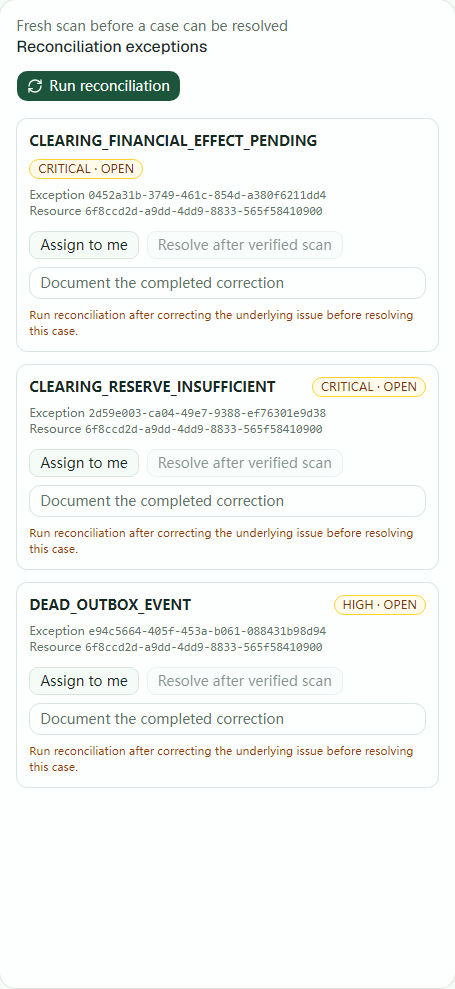 Fresh scan before a case can be resolved
Reconciliation exceptions
Run reconciliation
CLEARING_FINANCIAL_EFFECT_PENDING
CRITICAL · OPEN
Exception 0452a31b-3749-461c-854d-a380f6211dd4
Resource 6f8ccd2d-a9dd-4dd9-8833-565f58410900
Assign to me Resolve after verified scan
Document the completed correction
Run reconciliation after correcting the underlying issue before resolving
this case.
CLEARING_RESERVE_INSUFFICIENT CRITICAL · OPEN
Exception 2d59e003-ca04-49e7-9388-ef76301e9d38
Resource 6f8ccd2d-a9dd-4dd9-8833-565f58410900
Assign to me Resolve after verified scan
Document the completed correction
Run reconciliation after correcting the underlying issue before resolving
this case.
DEAD_OUTBOX_EVENT HIGH · OPEN
Exception e94c5664-405f-453a-b061-088431b98d94
Resource 6f8ccd2d-a9dd-4dd9-8833-565f58410900
Assign to me Resolve after verified scan
Document the completed correction
Run reconciliation after correcting the underlying issue before resolving
this case.